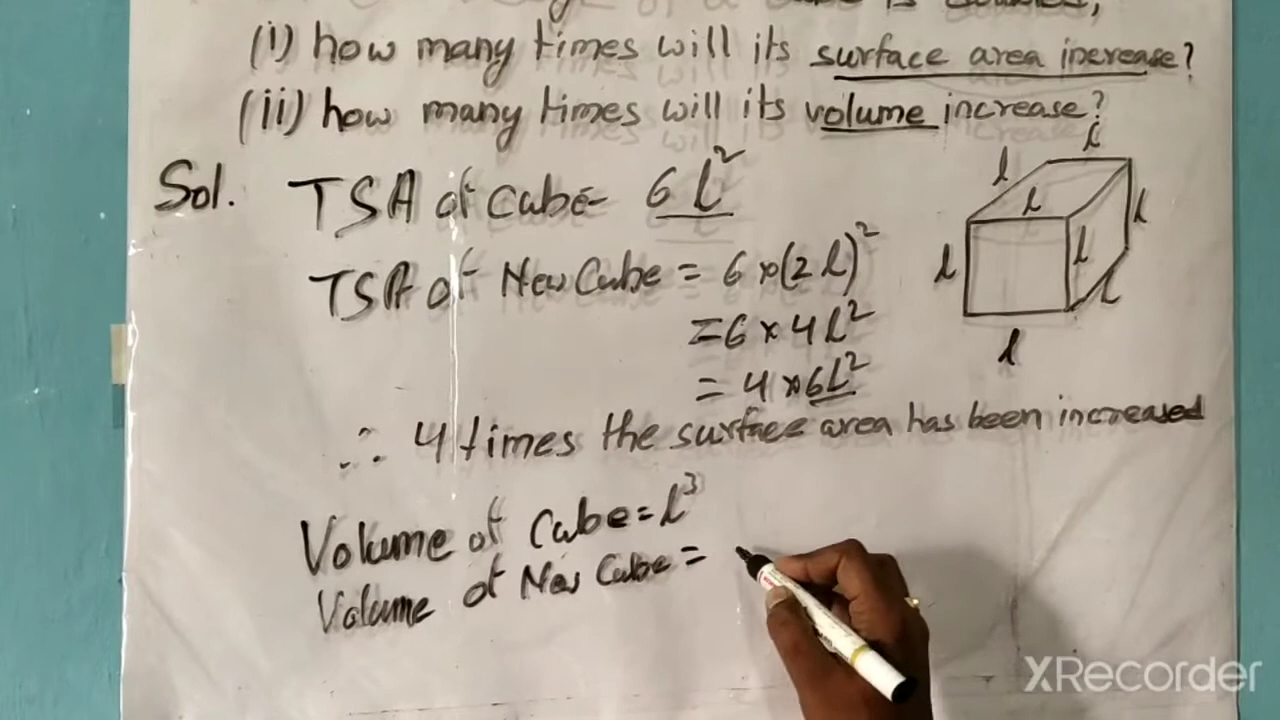 (i) how many times will its surface area increase?
(ii) how many times will its volume increase?
Sol. TSA of cube- 6l²
TSA of New Cube = 6×(2l)²
=6×4l²
= 4×6l²
∴ 4 times the surface area has been increased
Volume of cube=l³
Volume of New Cube =
l
l
l
l
l
l
l
l
XRecorder